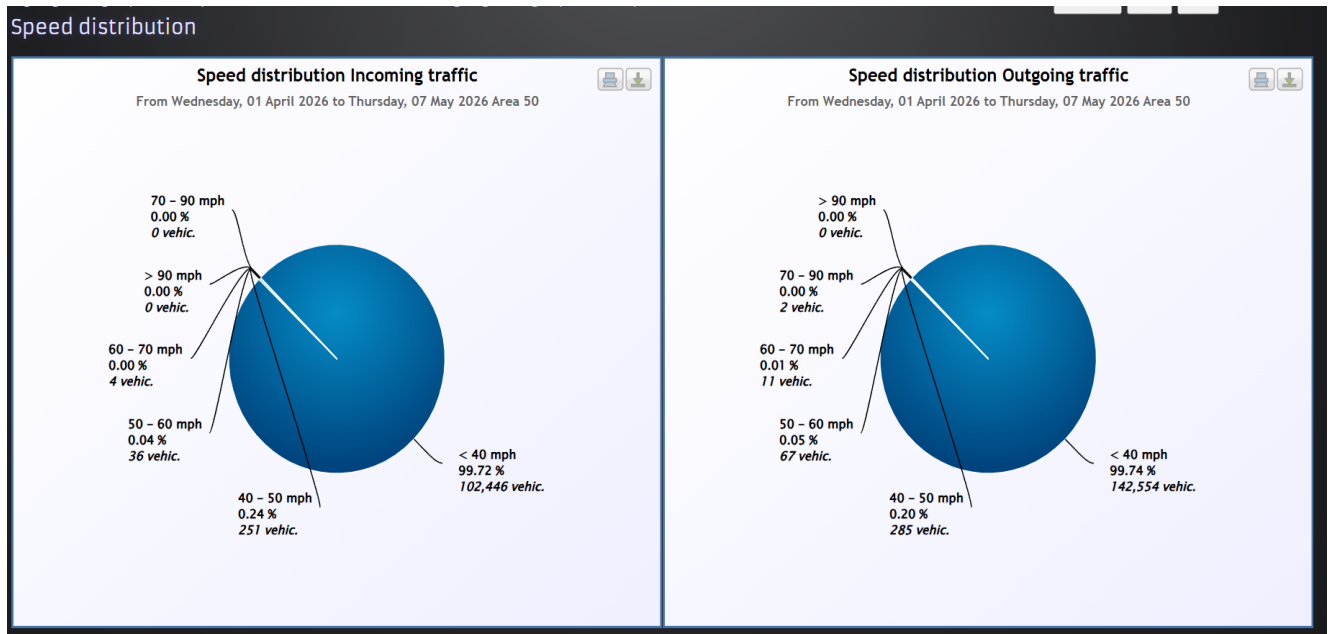 Speed distribution
Speed distribution Incoming traffic
From Wednesday, 01 April 2026 to Thursday, 07 May 2026 Area 50
70 – 90 mph
0.00 %
0 vehic.
> 90 mph
0.00 %
0 vehic.
60 – 70 mph
0.00 %
4 vehic.
50 – 60 mph
0.04 %
36 vehic.
40 – 50 mph
0.24 %
251 vehic.
< 40 mph
99.72 %
102,446 vehic.
Speed distribution Outgoing traffic
From Wednesday, 01 April 2026 to Thursday, 07 May 2026 Area 50
> 90 mph
0.00 %
0 vehic.
70 – 90 mph
0.00 %
2 vehic.
60 – 70 mph
0.01 %
11 vehic.
50 – 60 mph
0.05 %
67 vehic.
40 – 50 mph
0.20 %
285 vehic.
< 40 mph
99.74 %
142,554 vehic.